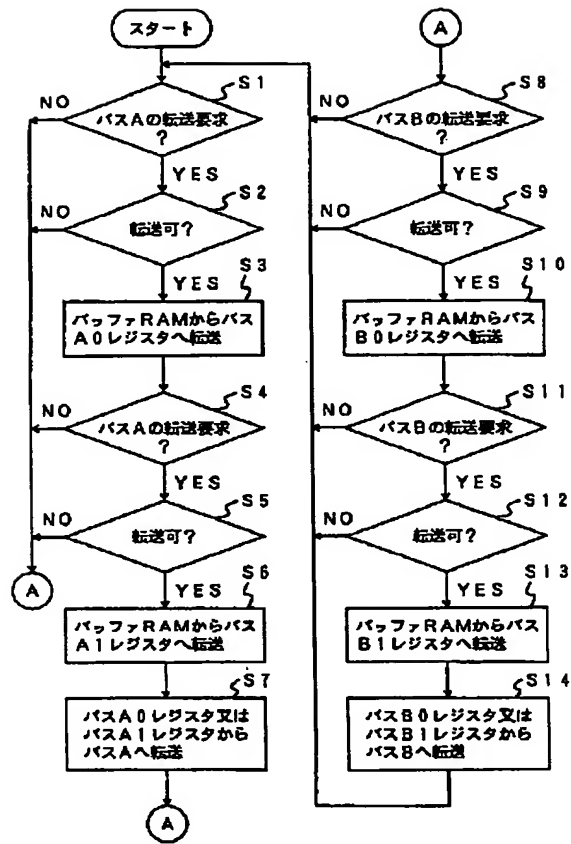 スタート
S1
NO
バスAの転送要求
?
YES
S2
NO
転送可?
YES
S3
バッファRAMからバス
A0レジスタへ転送
S4
NO
バスAの転送要求
?
YES
S5
NO
転送可?
A
YES
S6
バッファRAMからバス
A1レジスタへ転送
S7
バスA0レジスタ又は
バスA1レジスタから
バスAへ転送
A
A
S8
NO
バスBの転送要求
?
YES
S9
NO
転送可?
YES
S10
バッファRAMからバス
B0レジスタへ転送
S11
NO
バスBの転送要求
?
YES
S12
NO
転送可?
YES
S13
バッファRAMからバス
B1レジスタへ転送
S14
バスB0レジスタ又は
バスB1レジスタから
バスBへ転送